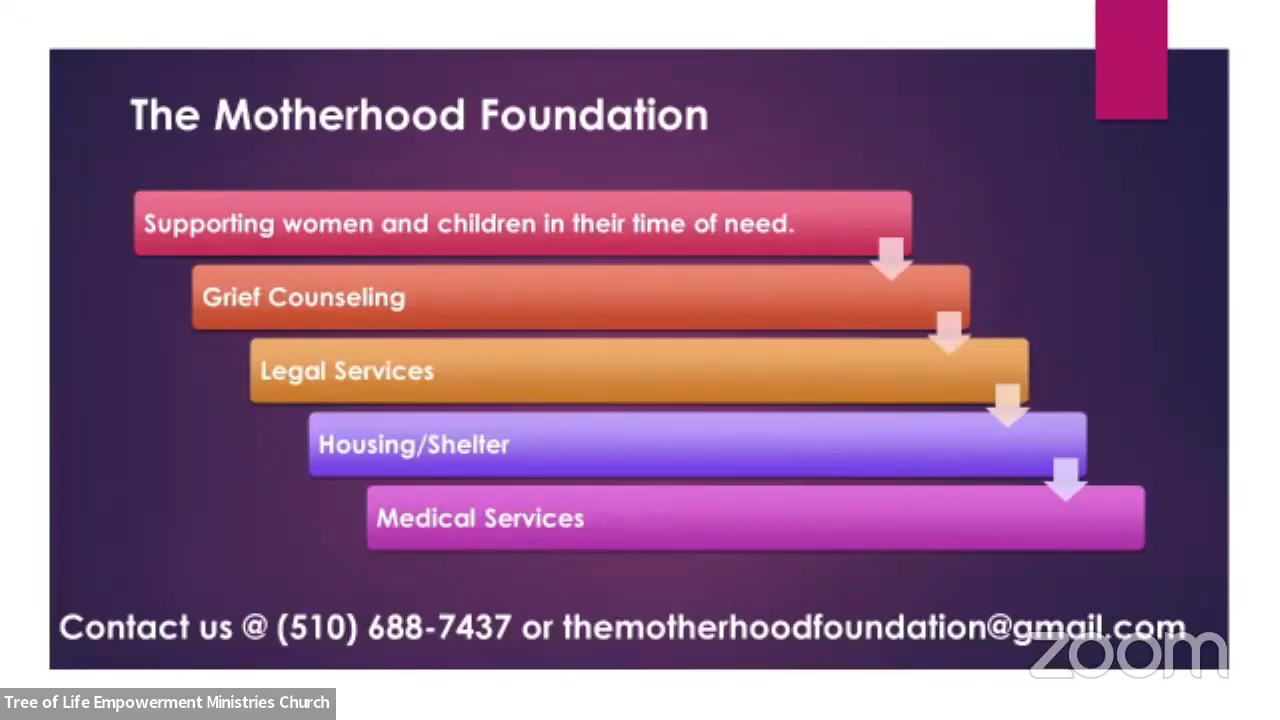 The Motherhood Foundation
Supporting women and children in their time of need.
Grief Counseling
Legal Services
Housing/Shelter
Medical Services
Contact us @ (510) 688-7437 or themotherhoodfoundation@gmail.com
zoom
Tree of Life Empowerment Ministries Church